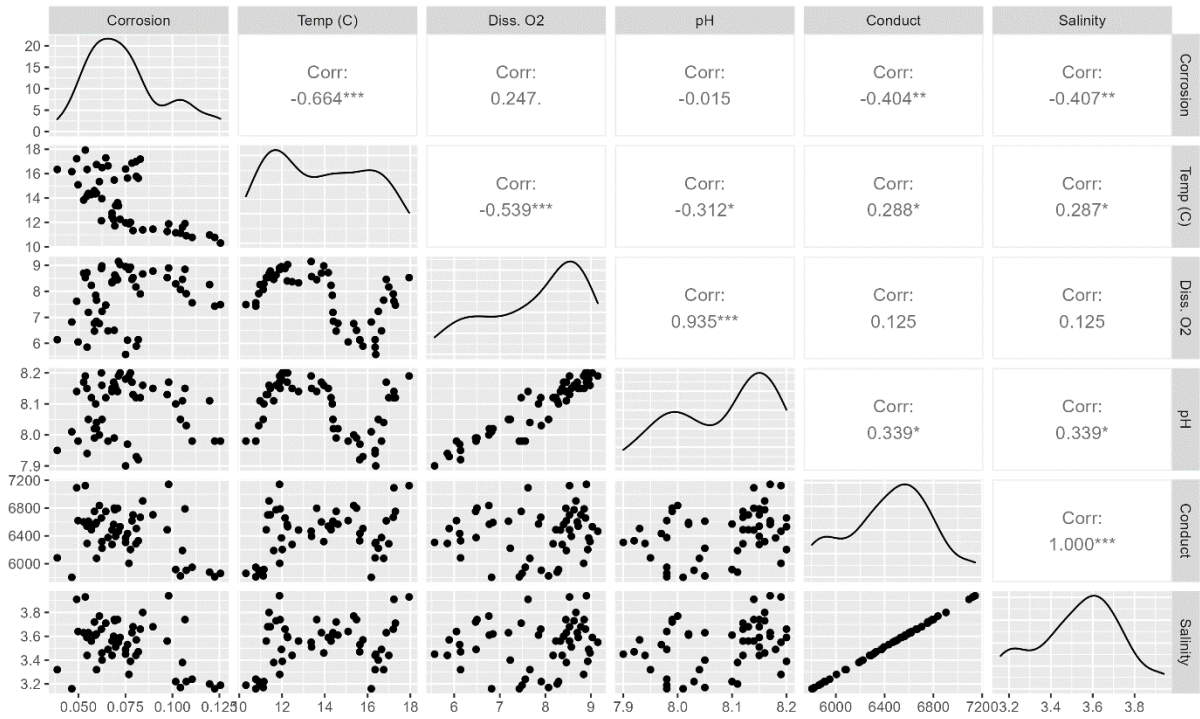 Corrosion Temp (C) Diss. O2 pH Conduct Salinity
20
15
10
5
0
Corr:
-0.664***
Corr:
0.247.
Corr:
-0.015
Corr:
-0.404**
Corr:
-0.407**
Corrosion
18
16
14
12
10
Corr:
-0.539***
Corr:
-0.312*
Corr:
0.288*
Corr:
0.287*
Temp (C)
9
8
7
6
Corr:
0.935***
Corr:
0.125
Corr:
0.125
Diss. O2
8.2
8.1
8.0
7.9
Corr:
0.339*
Corr:
0.339*
pH
7200
6800
6400
6000
Corr:
1.000***
Conduct
3.8
3.6
3.4
3.2
Salinity
0.050 0.075 0.100 0.125 10 12 14 16 18 6 7 8 9 7.9 8.0 8.1 8.2 6000 6400 6800 7200 3.2 3.4 3.6 3.8